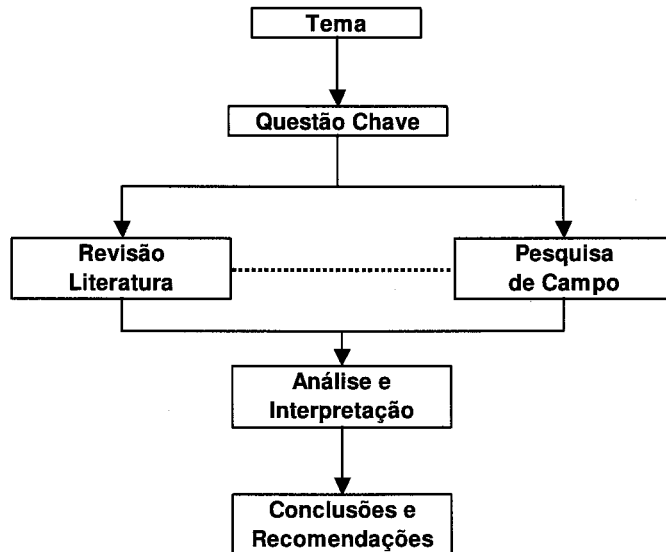 Tema
Questão Chave
Revisão
Literatura
Pesquisa
de Campo
Análise e
Interpretação
Conclusões e
Recomendações